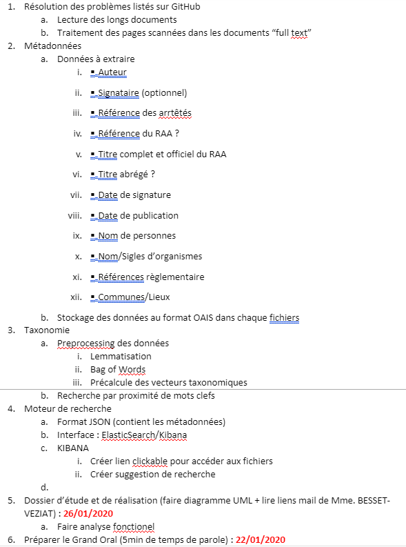 1. Résolution des problèmes listés sur GitHub
a. Lecture des longs documents
b. Traitement des pages scannées dans les documents "full text"
2. Métadonnées
a. Données à extraire
i. ▪ Auteur
ii. ▪ Signataire (optionnel)
iii. ▪ Référence des arrtêtés
iv. ▪ Référence du RAA ?
v. ▪ Titre complet et officiel du RAA
vi. ▪ Titre abrégé ?
vii. ▪ Date de signature
viii. ▪ Date de publication
ix. ▪ Nom de personnes
x. ▪ Nom/Sigles d'organismes
xi. ▪ Références règlementaire
xii. ▪ Communes/Lieux
b. Stockage des données au format OAIS dans chaque fichiers
3. Taxonomie
a. Preprocessing des données
i. Lemmatisation
ii. Bag of Words
iii. Précalcule des vecteurs taxonomiques
b. Recherche par proximité de mots clefs
4. Moteur de recherche
a. Format JSON (contient les métadonnées)
b. Interface : ElasticSearch/Kibana
c. KIBANA
i. Créer lien clickable pour accéder aux fichiers
ii. Créer suggestion de recherche
d.
5. Dossier d'étude et de réalisation (faire diagramme UML + lire liens mail de Mme. BESSET-
VEZIAT) : 26/01/2020
a. Faire analyse fonctionel
6. Préparer le Grand Oral (5min de temps de parole) : 22/01/2020